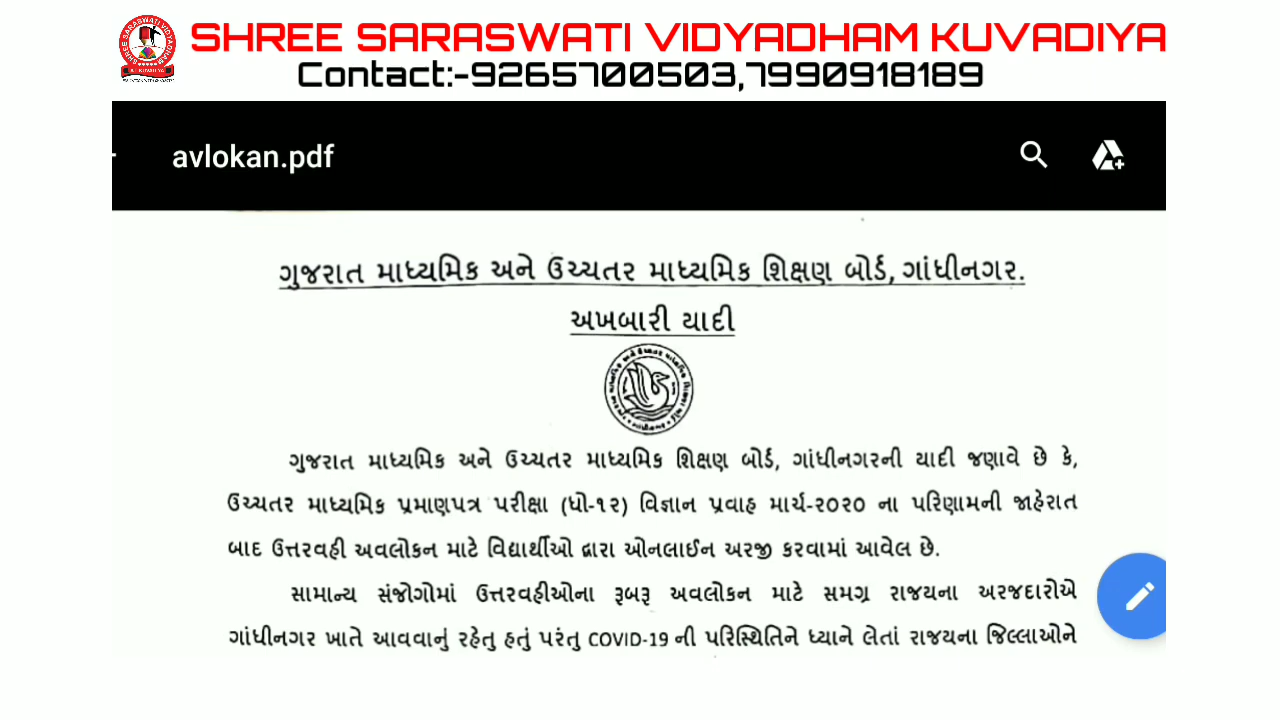 SHREE SARASWATI VIDYADHAM KUVADIYA
Contact:-9265700503,7990918189
avlokan.pdf
ગુજરાત માધ્યમિક અને ઉચ્ચતર માધ્યમિક શિક્ષણ બોર્ડ, ગાંધીનગર.
અખબારી યાદી
ગુજરાત માધ્યમિક અને ઉચ્ચતર માધ્યમિક શિક્ષણ બોર્ડ, ગાંધીનગરની યાદી જણાવે છે કે,
ઉચ્ચતર માધ્યમિક પ્રમાણપત્ર પરીક્ષા (ધો-૧૨) વિજ્ઞાન પ્રવાહ માર્ચ-૨૦૨૦ ના પરિણામની જાહેરાત
બાદ ઉત્તરવહી અવલોકન માટે વિદ્યાર્થીઓ દ્વારા ઓનલાઈન અરજી કરવામાં આવેલ છે.
સામાન્ય સંજોગોમાં ઉત્તરવહીઓના રૂબરૂ અવલોકન માટે સમગ્ર રાજયના અરજદારોએ
ગાંધીનગર ખાતે આવવાનું રહેતુ હતું પરંતુ COVID-19 ની પરિસ્થિતિને ધ્યાને લેતાં રાજયના જિલ્લાઓને